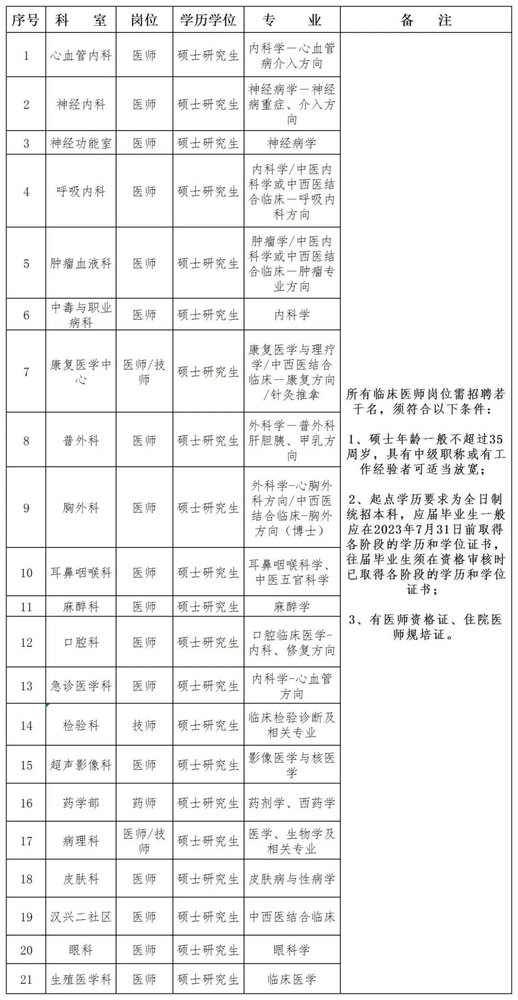 序号 科 室 岗位 学历学位 专 业 备 注
1 心血管内科 医师 硕士研究生 内科学－心血管
病介入方向
2 神经内科 医师 硕士研究生 神经病学－神经
病重症、介入方
向
3 神经功能室 医师 硕士研究生 神经病学
4 呼吸内科 医师 硕士研究生 内科学/中医内
科学或中西医结
合临床－呼吸内
科方向
5 肿瘤血液科 医师 硕士研究生 肿瘤学/中医内
科学或中西医结
合临床－肿瘤专
业方向
6 中毒与职业
病科 医师 硕士研究生 内科学
7 康复医学中
心 医师/技
师 硕士研究生 康复医学与理疗
学/中西医结合
临床－康复方向
/针灸推拿
8 普外科 医师 硕士研究生 外科学－普外科
肝胆胰、甲乳方
向
9 胸外科 医师 硕士研究生 外科学-心胸外
科方向/中西医
结合临床-胸外
方向（博士）
10 耳鼻咽喉科 医师 硕士研究生 耳鼻咽喉科学、
中医五官科学
11 麻醉科 医师 硕士研究生 麻醉学
12 口腔科 医师 硕士研究生 口腔临床医学-
内科、修复方向
13 急诊医学科 医师 硕士研究生 内科学-心血管
方向
14 检验科 技师 硕士研究生 临床检验诊断及
相关专业
15 超声影像科 医师 硕士研究生 影像医学与核医
学
16 药学部 药师 硕士研究生 药剂学、西药学
17 病理科 医师/技
师 硕士研究生 医学、生物学及
相关专业
18 皮肤科 医师 硕士研究生 皮肤病与性病学
19 汉兴二社区 医师 硕士研究生 中西医结合临床
20 眼科 医师 硕士研究生 眼科学
21 生殖医学科 医师 硕士研究生 临床医学
所有临床医师岗位需招聘若
干名，须符合以下条件：
1、硕士年龄一般不超过35
周岁，具有中级职称或有工
作经验者可适当放宽；
2、起点学历要求为全日制
统招本科，应届毕业生一般
应在2023年7月31日前取得
各阶段的学历和学位证书，
往届毕业生须在资格审核时
已取得各阶段的学历和学位
证书；
3、有医师资格证、住院医
师规培证。